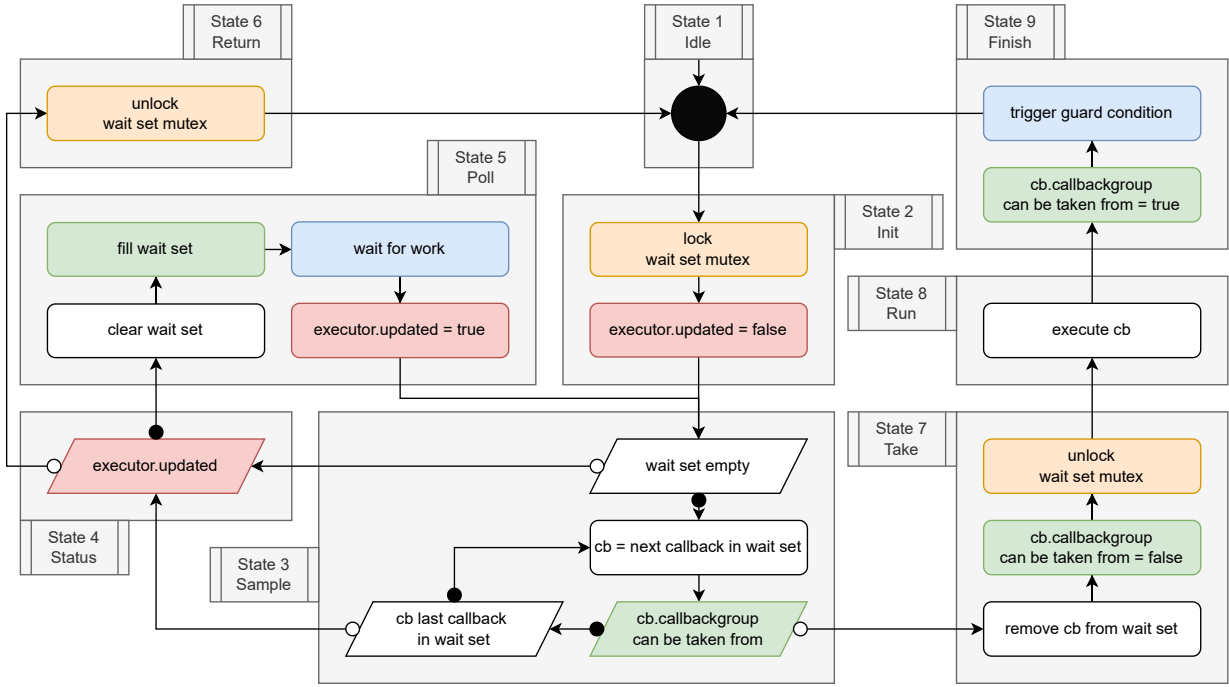 State 6
Return
State 1
Idle
State 9
Finish
unlock
wait set mutex
trigger guard condition
State 5
Poll
cb.callbackgroup
can be taken from = true
State 2
Init
fill wait set
wait for work
lock
wait set mutex
State 8
Run
clear wait set
executor.updated = true
executor.updated = false
execute cb
State 7
Take
executor.updated
wait set empty
unlock
wait set mutex
State 4
Status
State 3
Sample
cb = next callback in wait set
cb.callbackgroup
can be taken from = false
cb last callback
in wait set
cb.callbackgroup
can be taken from
remove cb from wait set